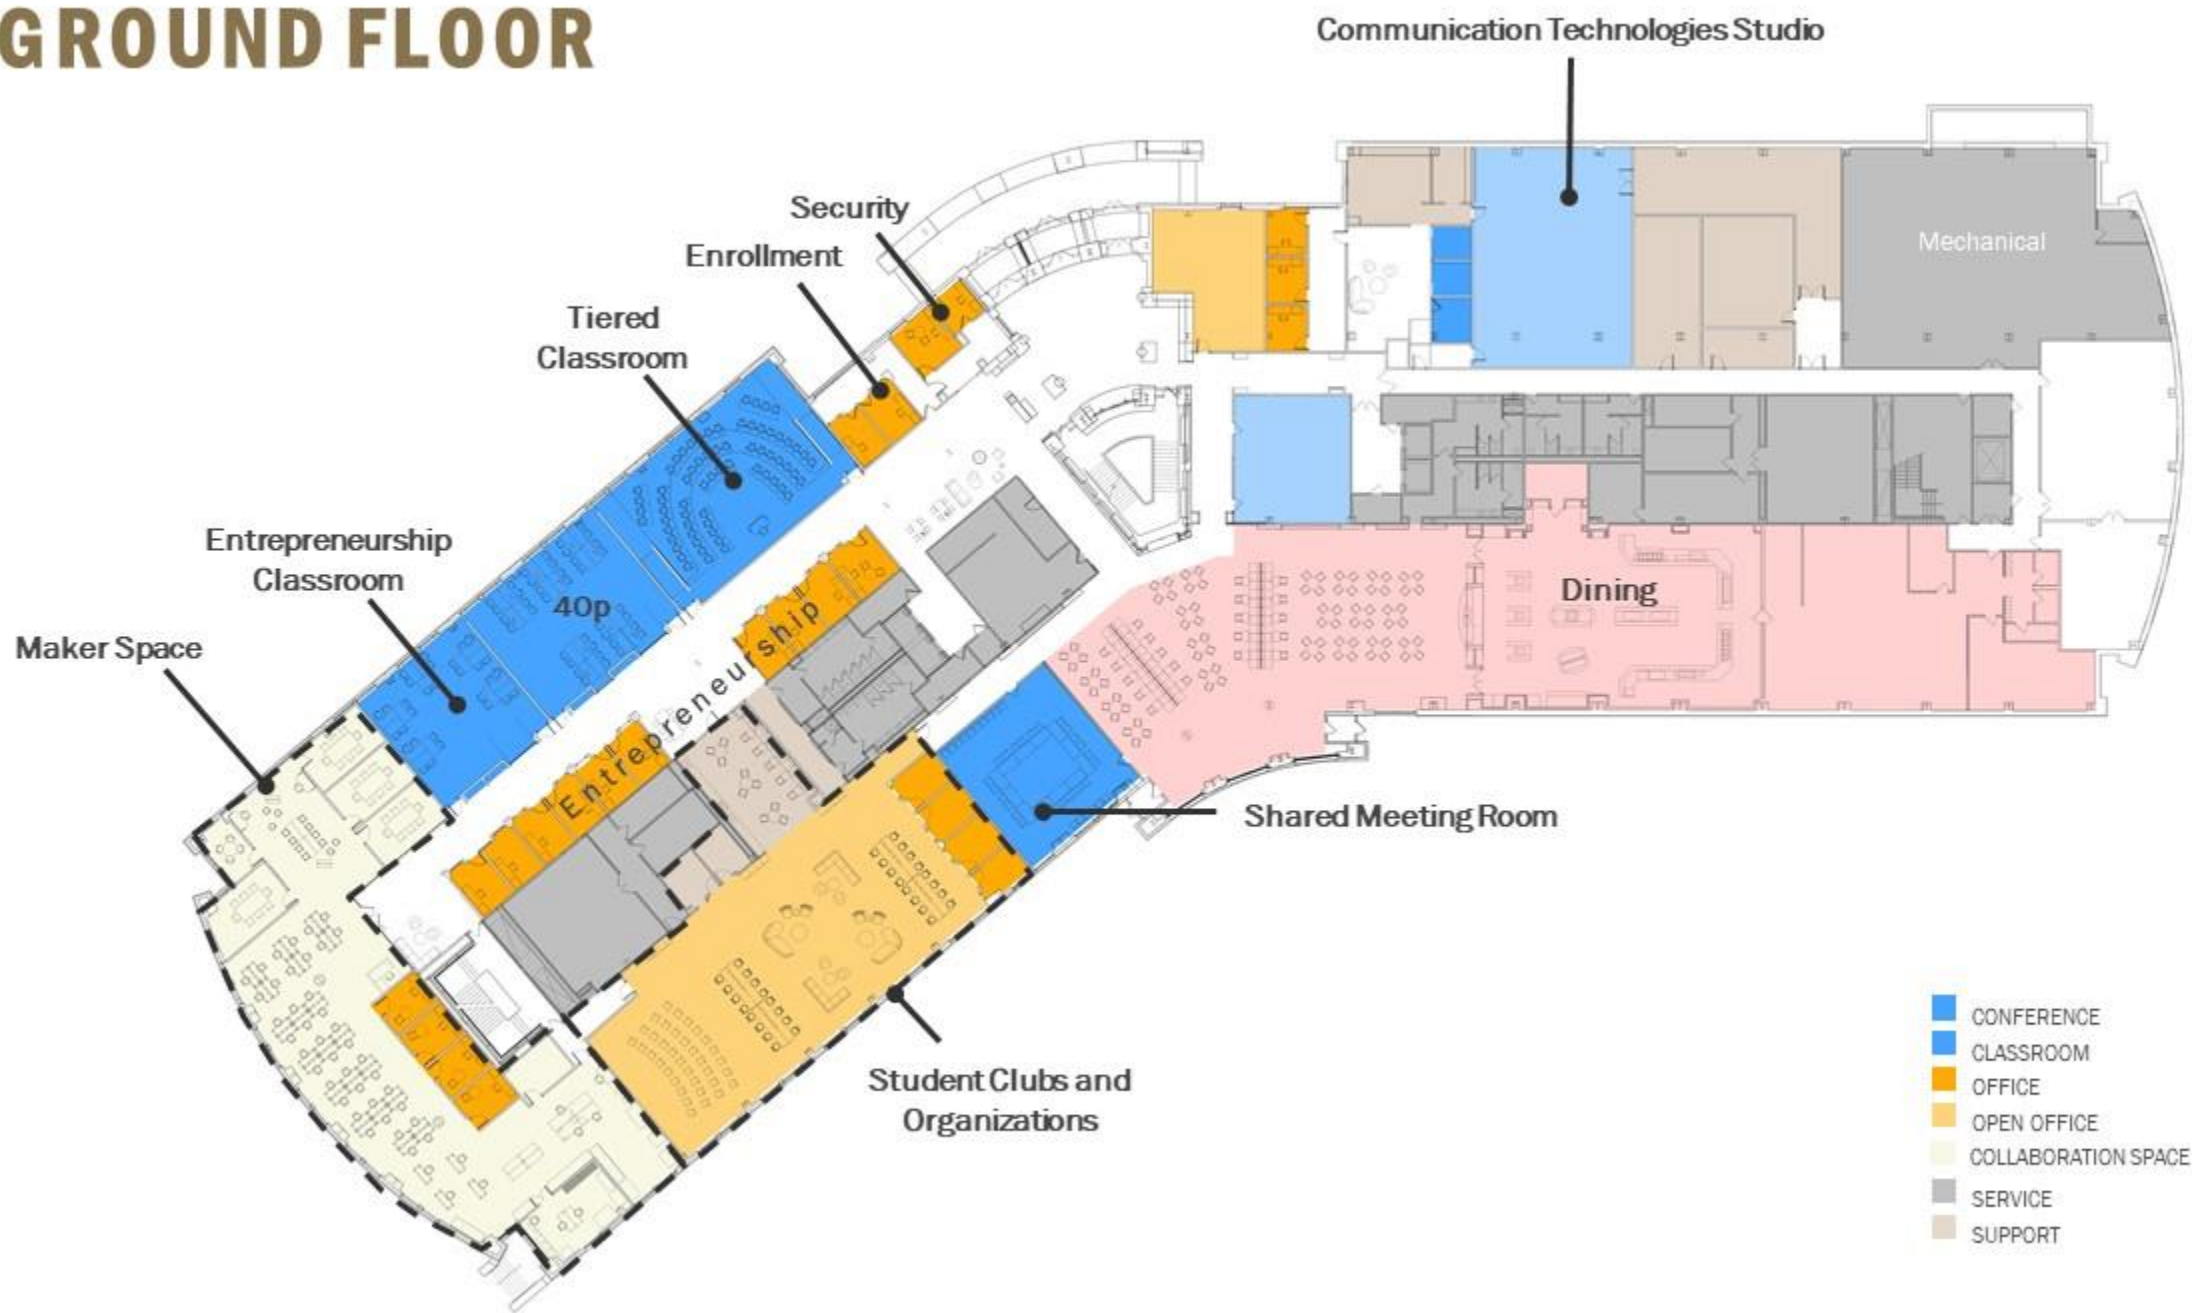 GROUND FLOOR
Communication Technologies Studio
Security
Enrollment
Tiered
Classroom
Mechanical
Entrepreneurship
Classroom
40p
Dining
Maker Space
Entrepreneurship
Shared Meeting Room
Student Clubs and
Organizations
CONFERENCE
CLASSROOM
OFFICE
OPEN OFFICE
COLLABORATION SPACE
SERVICE
SUPPORT